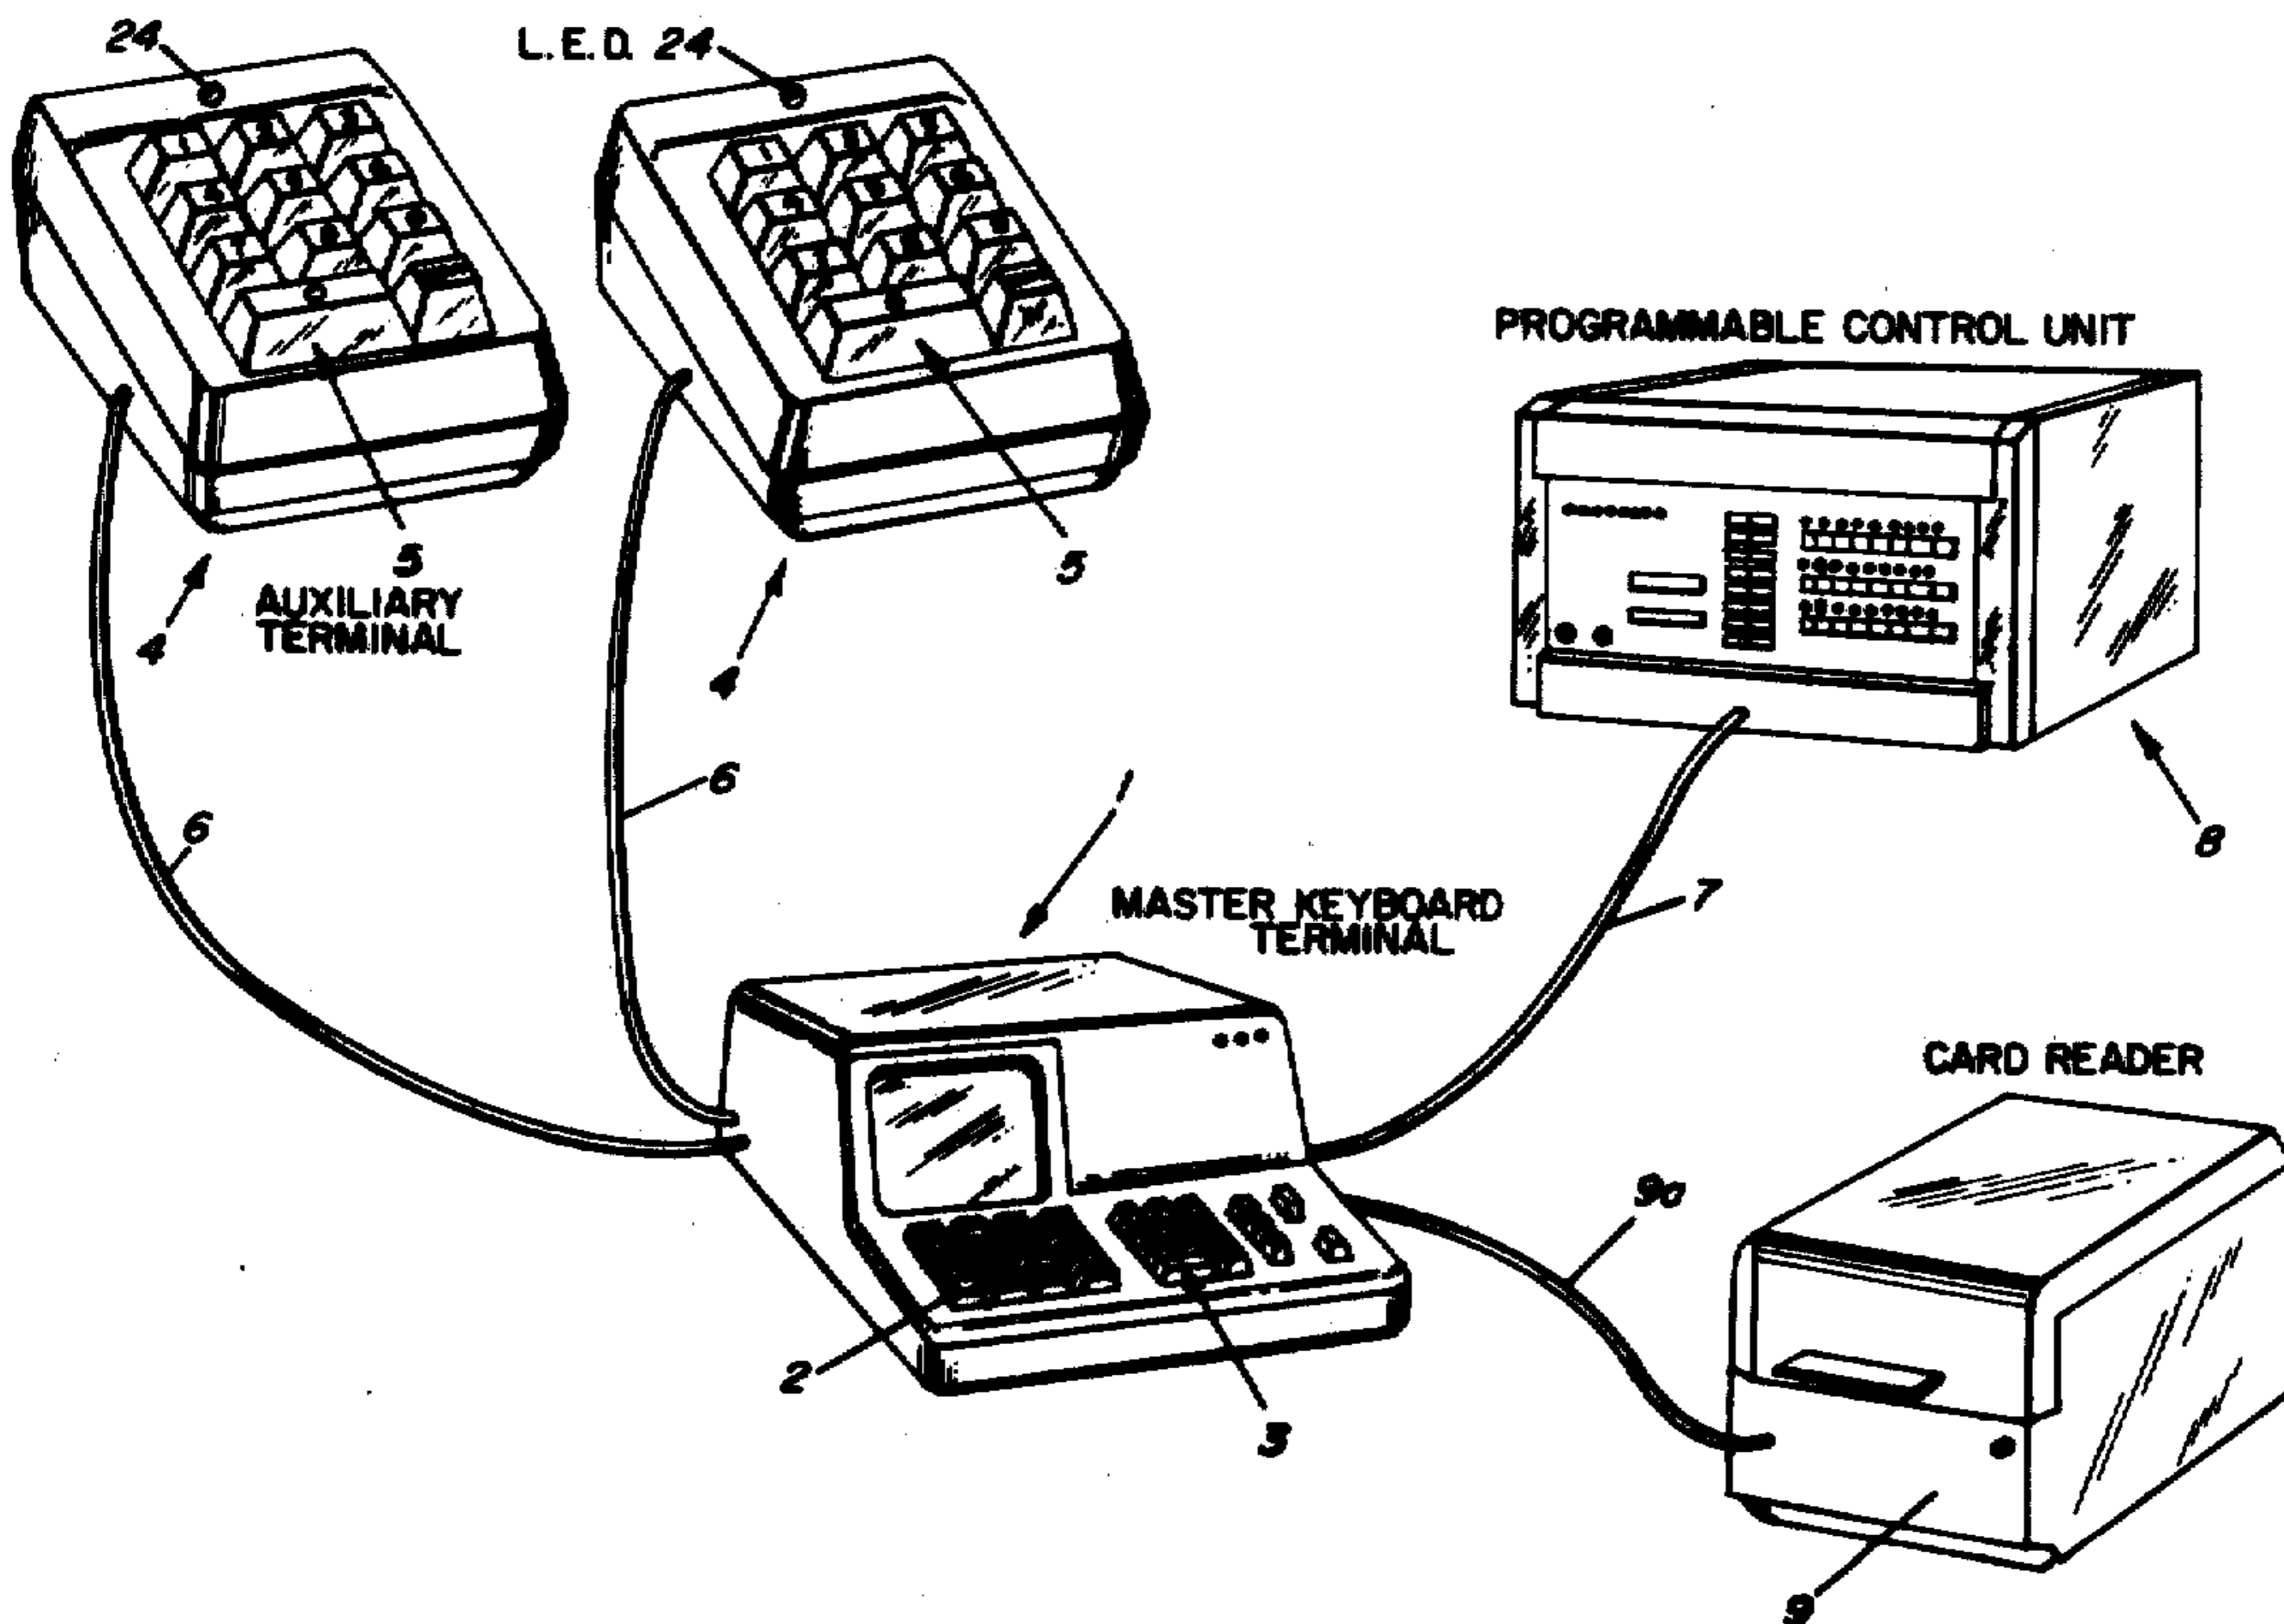 24
L.E.D. 24
PROGRAMMABLE CONTROL UNIT
5
5
AUXILIARY
TERMINAL
4
4
6
6
1
8
MASTER KEYBOARD
TERMINAL
7
CARD READER
9a
2
3
9